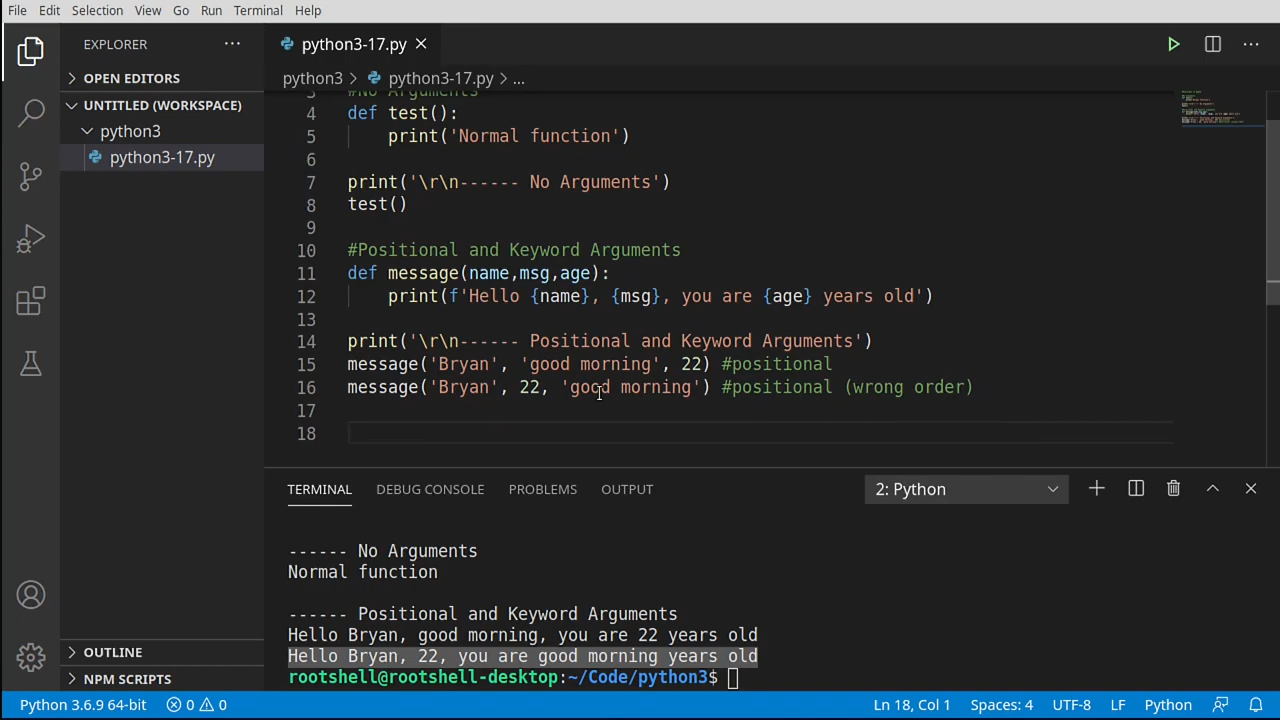 File Edit Selection View Go Run Terminal Help
EXPLORER ...
python3-17.py
OPEN EDITORS
python3 > python3-17.py > ...
UNTITLED (WORKSPACE)
python3
python3-17.py
3 #No Arguments
4 def test():
5 print('Normal function')
6
7 print('\r\n------ No Arguments')
8 test()
9
10 #Positional and Keyword Arguments
11 def message(name,msg,age):
12 print(f'Hello {name}, {msg}, you are {age} years old')
13
14 print('\r\n------ Positional and Keyword Arguments')
15 message('Bryan', 'good morning', 22) #positional
16 message('Bryan', 22, 'good morning') #positional (wrong order)
17
18
TERMINAL DEBUG CONSOLE PROBLEMS OUTPUT 2: Python
------ No Arguments
Normal function
------ Positional and Keyword Arguments
Hello Bryan, good morning, you are 22 years old
Hello Bryan, 22, you are good morning years old
rootshell@rootshell-desktop:~/Code/python3$
OUTLINE
NPM SCRIPTS
Python 3.6.9 64-bit 0 0 Ln 18, Col 1 Spaces: 4 UTF-8 LF Python